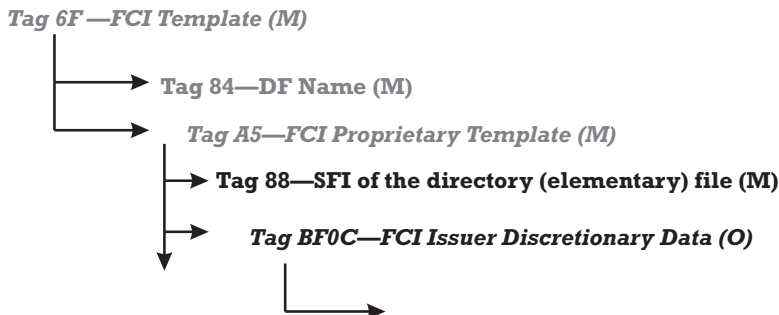 Tag 6F —FCI Template (M)
Tag 84—DF Name (M)
Tag A5—FCI Proprietary Template (M)
Tag 88—SFI of the directory (elementary) file (M)
Tag BF0C—FCI Issuer Discretionary Data (O)